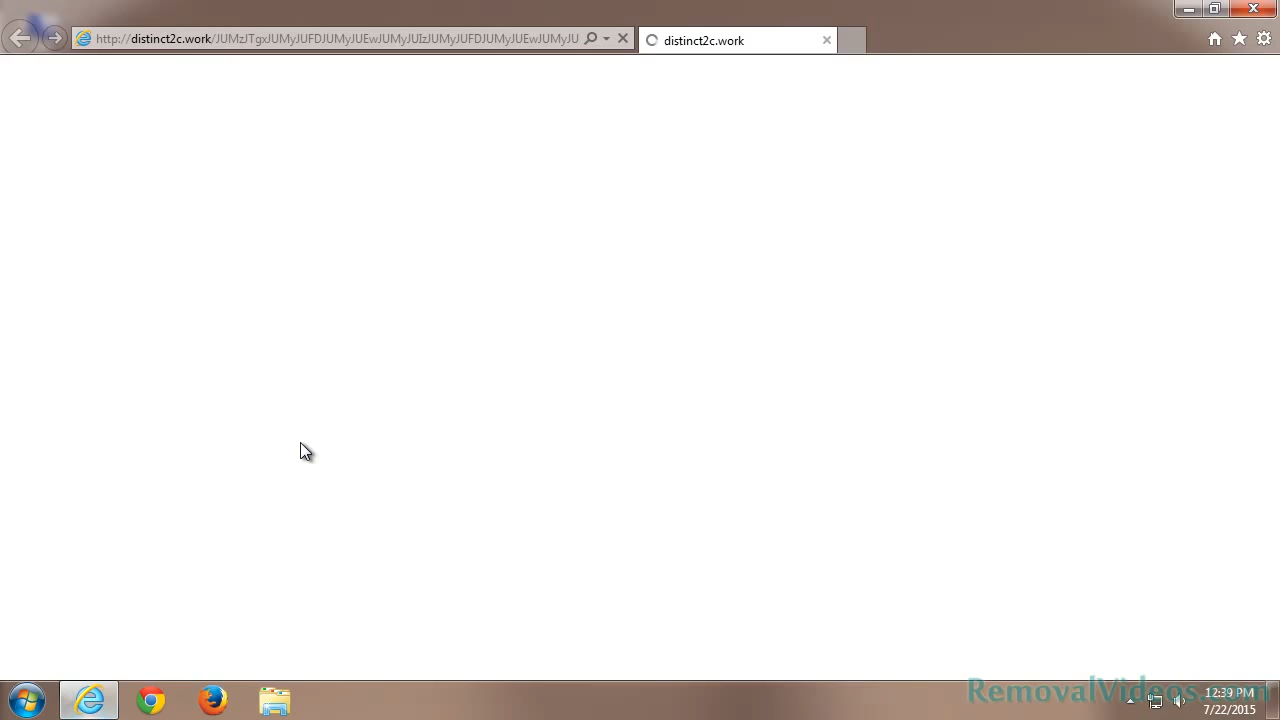 http://distinct2c.work/JUMzJTgxJUMyJUFDJUMyJUEwJUMyJUIzJUMyJUFDJUMyJUEwJUMyJU
distinct2c.work
RemovalVideos.com
12:39 PM
7/22/2015